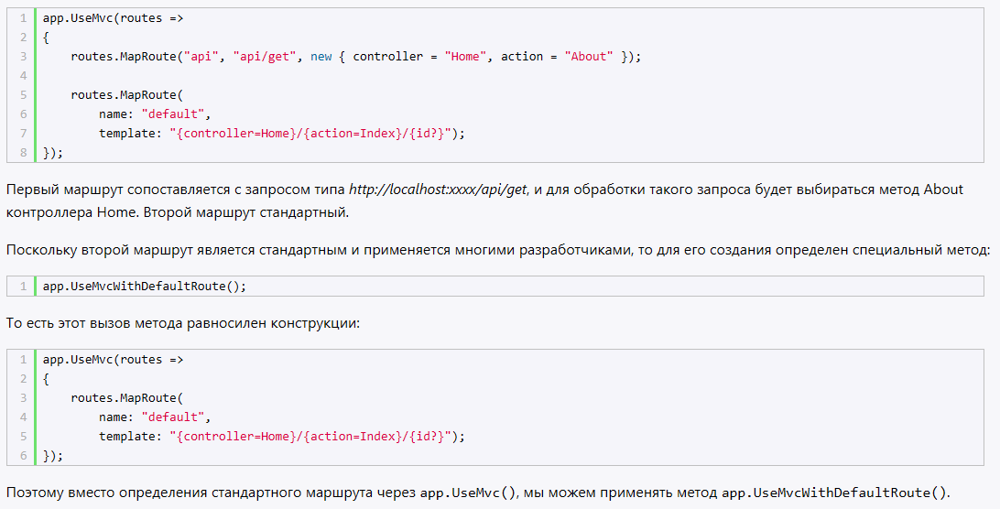 1 app.UseMvc(routes =>
2 {
3     routes.MapRoute("api", "api/get", new { controller = "Home", action = "About" });
4
5     routes.MapRoute(
6         name: "default",
7         template: "{controller=Home}/{action=Index}/{id?}");
8 });
Первый маршрут сопоставляется с запросом типа http://localhost:xxxx/api/get, и для обработки такого запроса будет выбираться метод About
контроллера Home. Второй маршрут стандартный.
Поскольку второй маршрут является стандартным и применяется многими разработчиками, то для его создания определен специальный метод:
1 app.UseMvcWithDefaultRoute();
То есть этот вызов метода равносилен конструкции:
1 app.UseMvc(routes =>
2 {
3     routes.MapRoute(
4         name: "default",
5         template: "{controller=Home}/{action=Index}/{id?}");
6 });
Поэтому вместо определения стандартного маршрута через app.UseMvc(), мы можем применять метод app.UseMvcWithDefaultRoute().